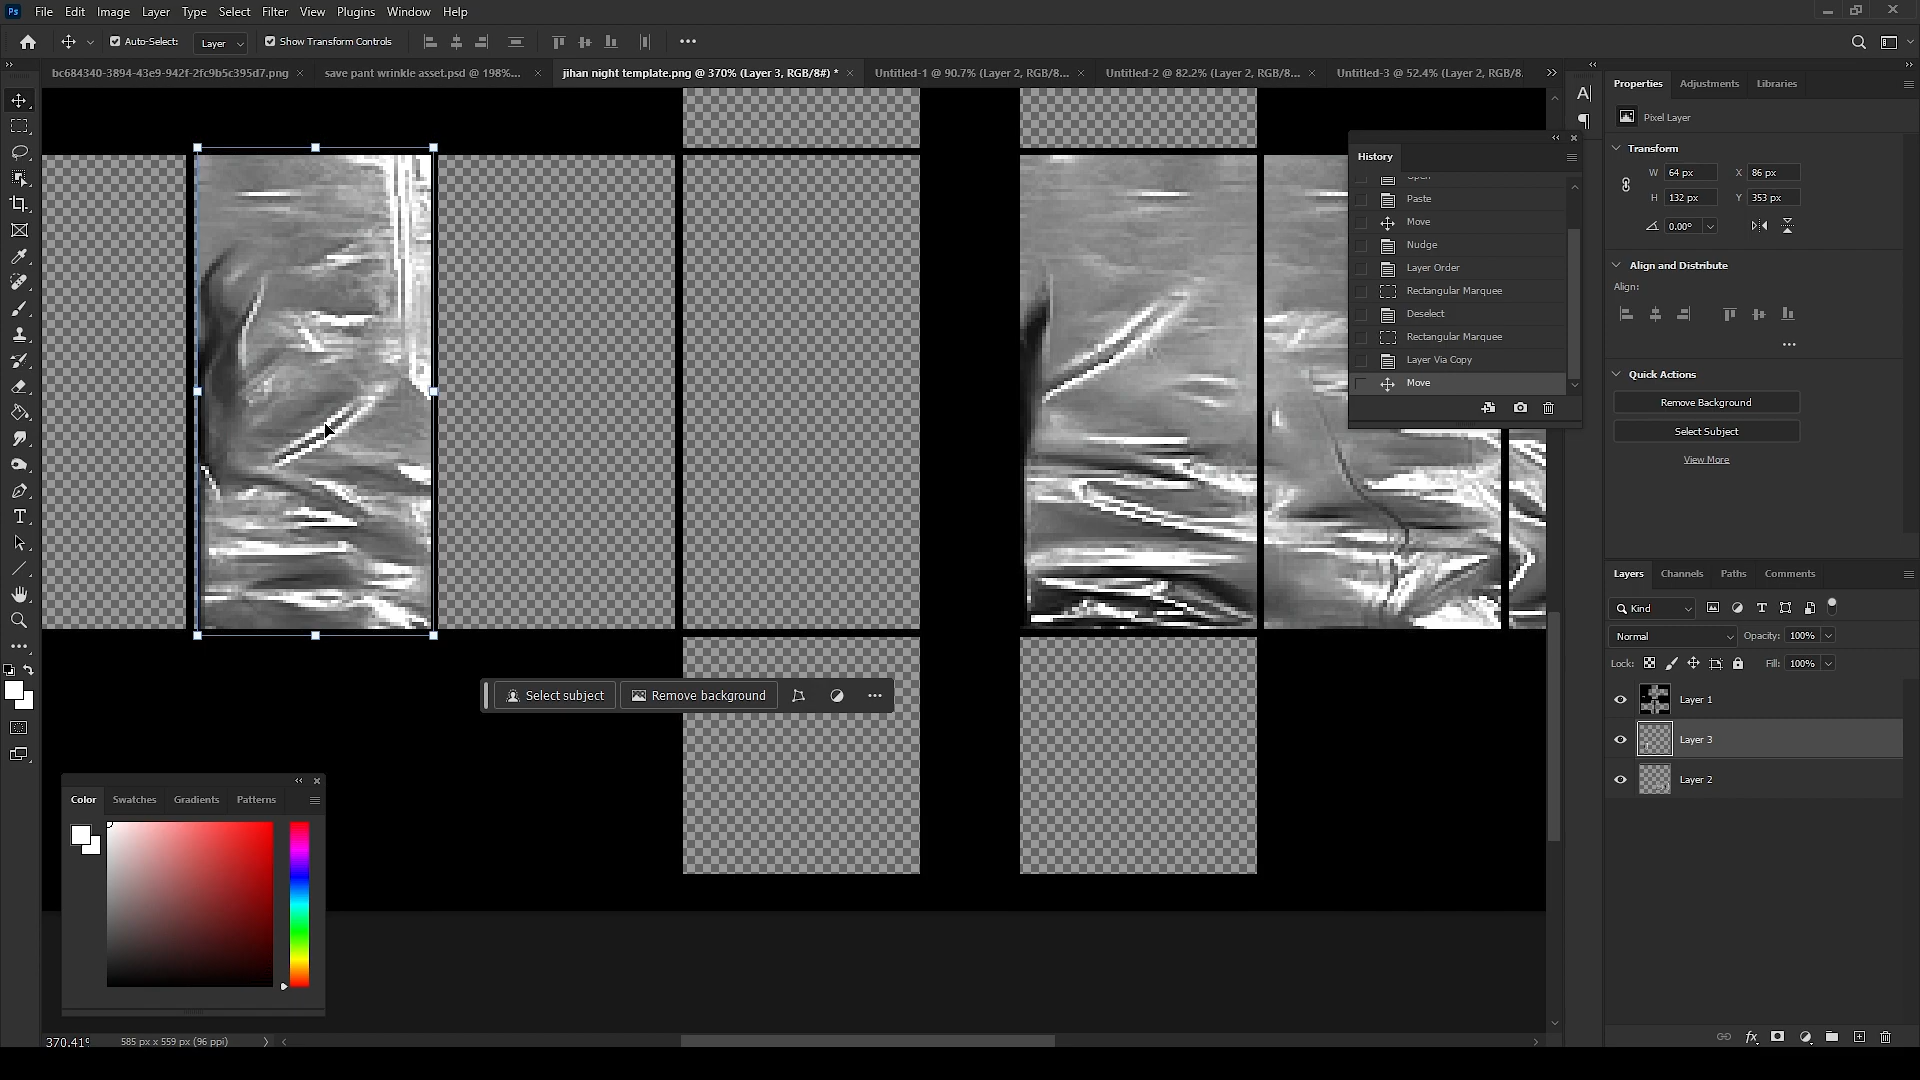 Ps File Edit Image Layer Type Select Filter View Plugins Window Help
Auto-Select: Layer Show Transform Controls
bc684340-3894-43e9-942f-2fc9b5c395d7.png save pant wrinkle asset.psd @ 198%... jihan night template.png @ 370% (Layer 3, RGB/8#) * Untitled-1 @ 90.7% (Layer 2, RGB/8... Untitled-2 @ 82.2% (Layer 2, RGB/8... Untitled-3 @ 52.4% (Layer 2, RGB/8
History
Paste
Move
Nudge
Layer Order
Rectangular Marquee
Deselect
Rectangular Marquee
Layer Via Copy
Move
Select subject Remove background
Color Swatches Gradients Patterns
370.41% 585 px x 559 px (96 ppi)
Properties Adjustments Libraries
Pixel Layer
Transform
W 64 px X 86 px
H 132 px Y 353 px
0.00°
Align and Distribute
Align:
Quick Actions
Remove Background
Select Subject
View More
Layers Channels Paths Comments
Kind
Normal Opacity: 100%
Lock: Fill: 100%
Layer 1
Layer 3
Layer 2